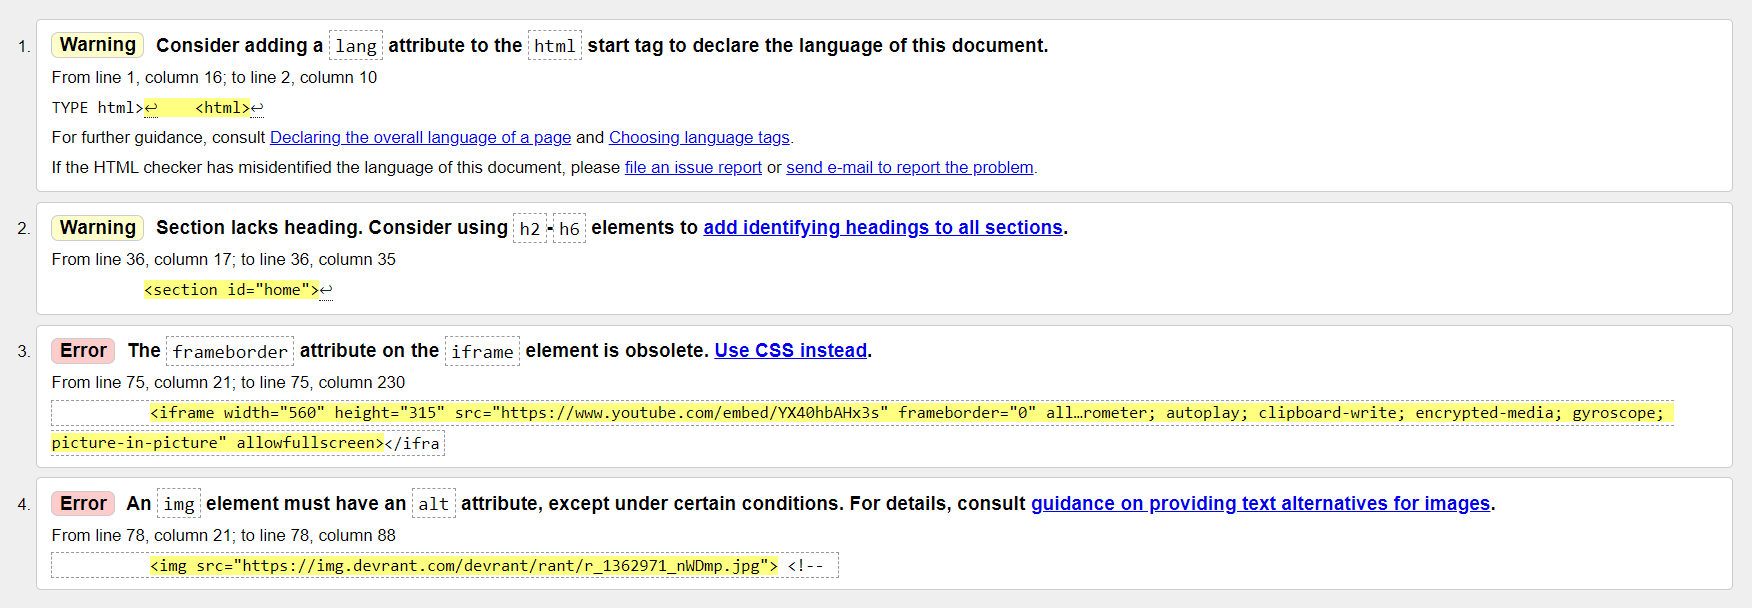 1. Warning Consider adding a lang attribute to the html start tag to declare the language of this document.
From line 1, column 16; to line 2, column 10
TYPE html>↩    <html>↩
For further guidance, consult Declaring the overall language of a page and Choosing language tags.
If the HTML checker has misidentified the language of this document, please file an issue report or send e-mail to report the problem.
2. Warning Section lacks heading. Consider using h2-h6 elements to add identifying headings to all sections.
From line 36, column 17; to line 36, column 35
<section id="home">↩
3. Error The frameborder attribute on the iframe element is obsolete. Use CSS instead.
From line 75, column 21; to line 75, column 230
<iframe width="560" height="315" src="https://www.youtube.com/embed/YX40hbAHx3s" frameborder="0" all…rometer; autoplay; clipboard-write; encrypted-media; gyroscope;
picture-in-picture" allowfullscreen></ifra
4. Error An img element must have an alt attribute, except under certain conditions. For details, consult guidance on providing text alternatives for images.
From line 78, column 21; to line 78, column 88
<img src="https://img.devrant.com/devrant/rant/r_1362971_nWDmp.jpg"> <!--